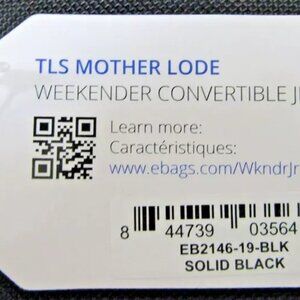 TLS MOTHER LODE
WEEKENDER CONVERTIBLE J
Learn more:
Caractéristiques:
www.ebags.com/WkndrJr
8 44739 03564
EB2146-19-BLK
SOLID BLACK